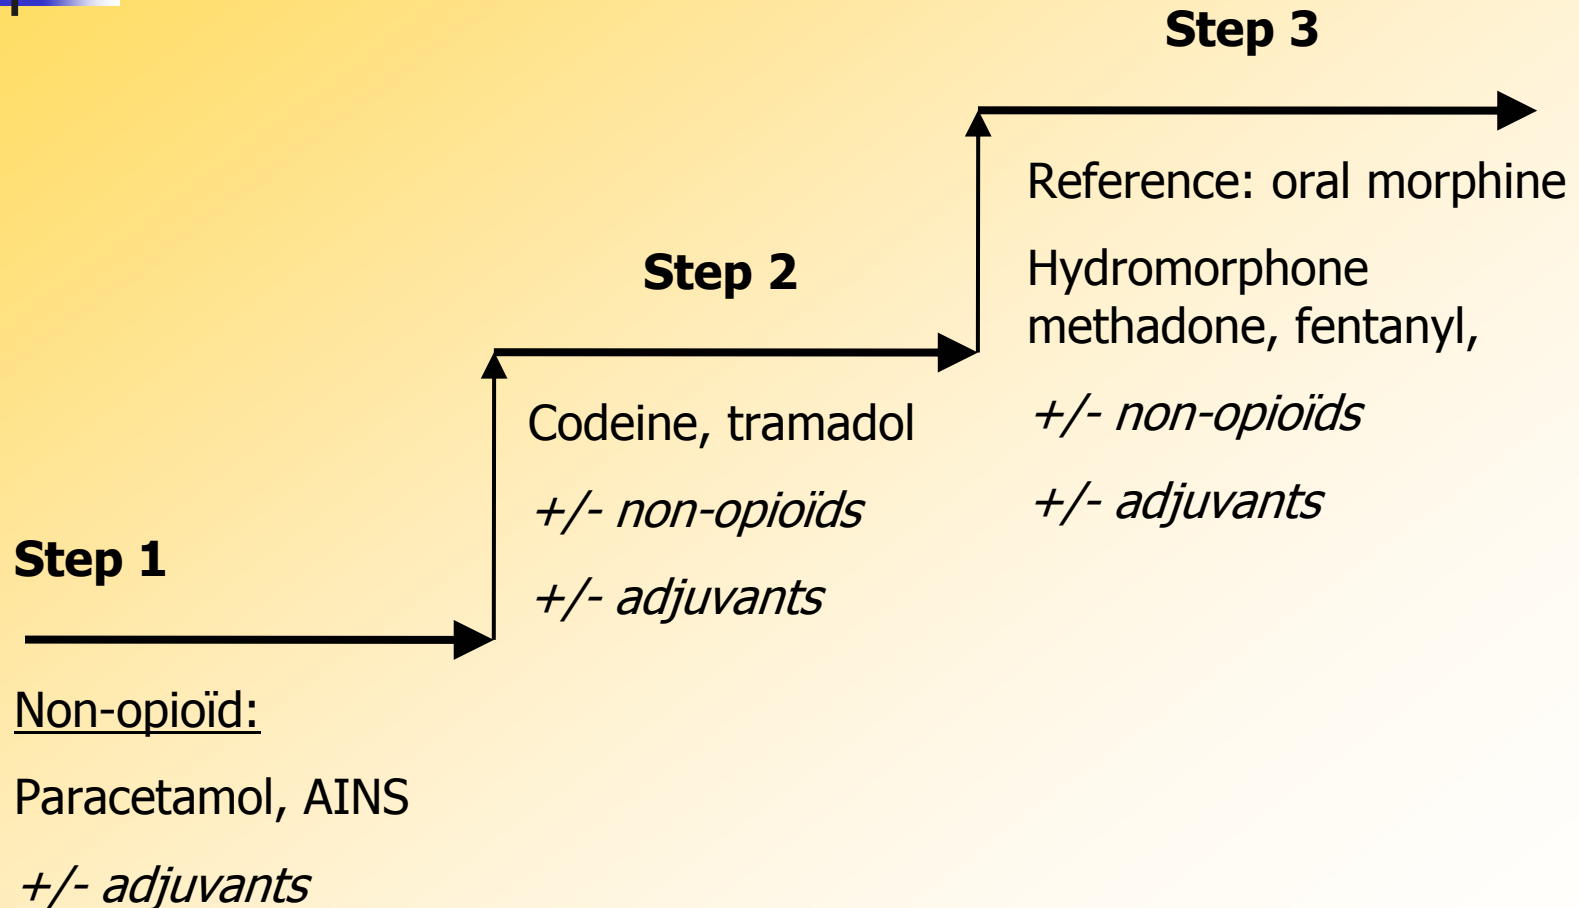 Step 1
Non-opioïd:
Paracetamol, AINS
+/- adjuvants
Step 2
Codeine, tramadol
+/- non-opioïds
+/- adjuvants
Step 3
Reference: oral morphine
Hydromorphone
methadone, fentanyl,
+/- non-opioïds
+/- adjuvants